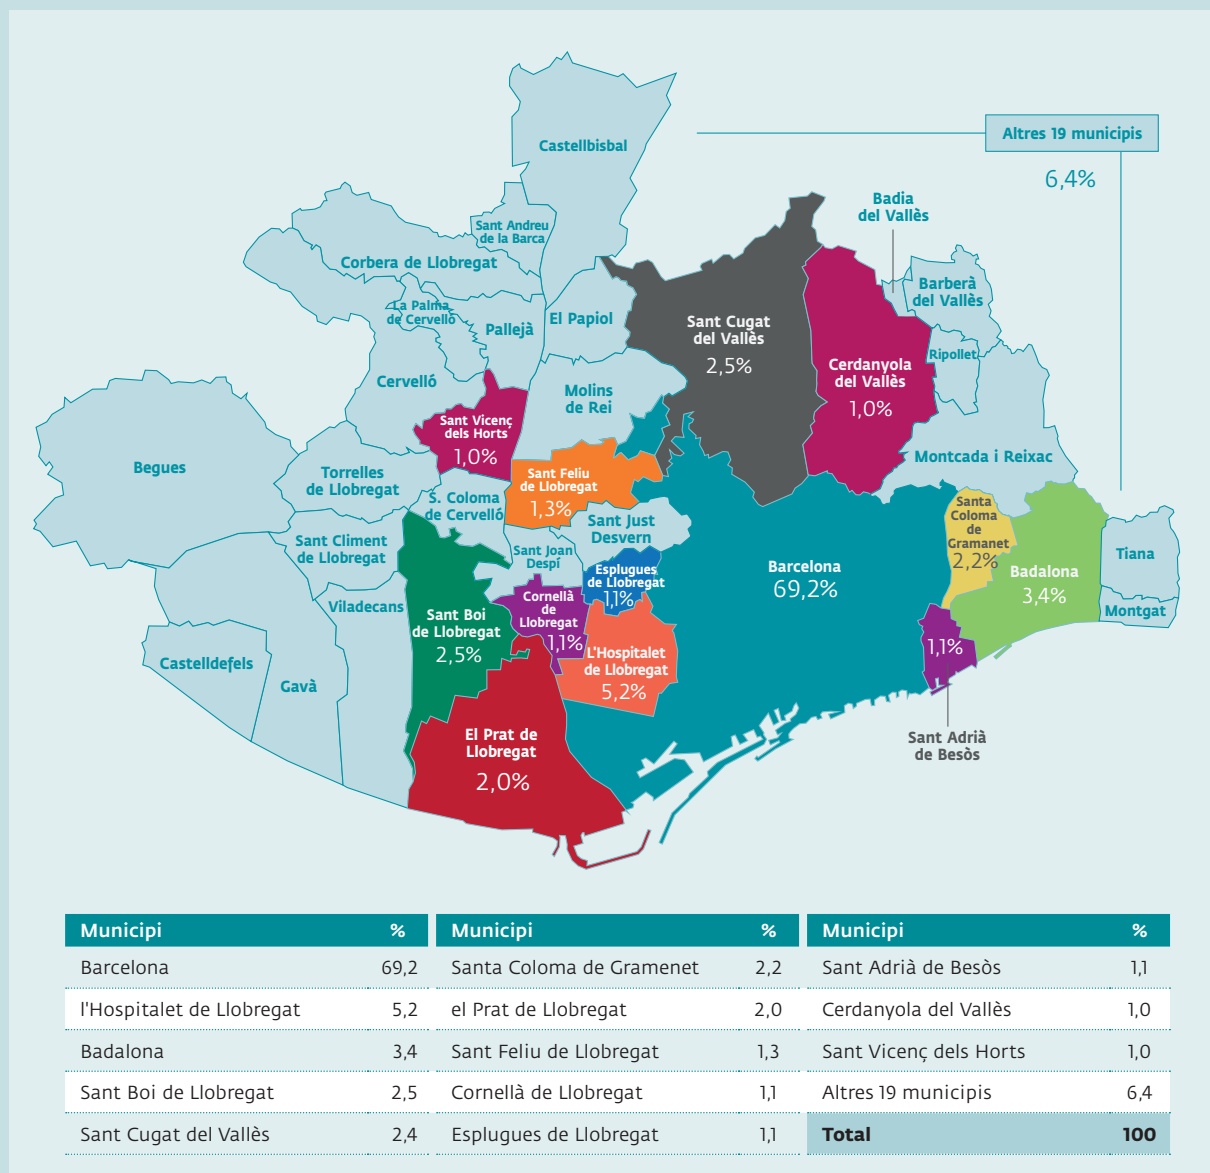 Castellbisbal
Altres 19 municipis
6,4%
Badia
del Vallès
Sant Andreu
de la Barca
Corbera de Llobregat
Barberà
del Vallès
La Palma
de Cervelló
Pallejà
El Papiol
Sant Cugat
del Vallès
2,5%
Ripollet
Cerdanyola
del Vallès
1,0%
Cervelló
Molins
de Rei
Sant Vicenç
dels Horts
1,0%
Montcada i Reixac
Begues
Torrelles
de Llobregat
Sant Feliu
de Llobregat
1,3%
S. Coloma
de Cervelló
Santa
Coloma
de
Gramanet
2,2%
Sant Just
Desvern
Sant Climent
de Llobregat
Sant Joan
Despí
Tiana
Barcelona
69,2%
Esplugues
de Llobregat
1,1%
Badalona
3,4%
Viladecans
Cornellà
de
Llobregat
1,1%
Montgat
Sant Boi
de Llobregat
2,5%
1,1%
L'Hospitalet
de Llobregat
5,2%
Castelldefels
Gavà
El Prat de
Llobregat
2,0%
Sant Adrià
de Besòs
Municipi %
Barcelona 69,2
l'Hospitalet de Llobregat 5,2
Badalona 3,4
Sant Boi de Llobregat 2,5
Sant Cugat del Vallès 2,4
Municipi %
Santa Coloma de Gramenet 2,2
el Prat de Llobregat 2,0
Sant Feliu de Llobregat 1,3
Cornellà de Llobregat 1,1
Esplugues de Llobregat 1,1
Municipi %
Sant Adrià de Besòs 1,1
Cerdanyola del Vallès 1,0
Sant Vicenç dels Horts 1,0
Altres 19 municipis 6,4
Total 100